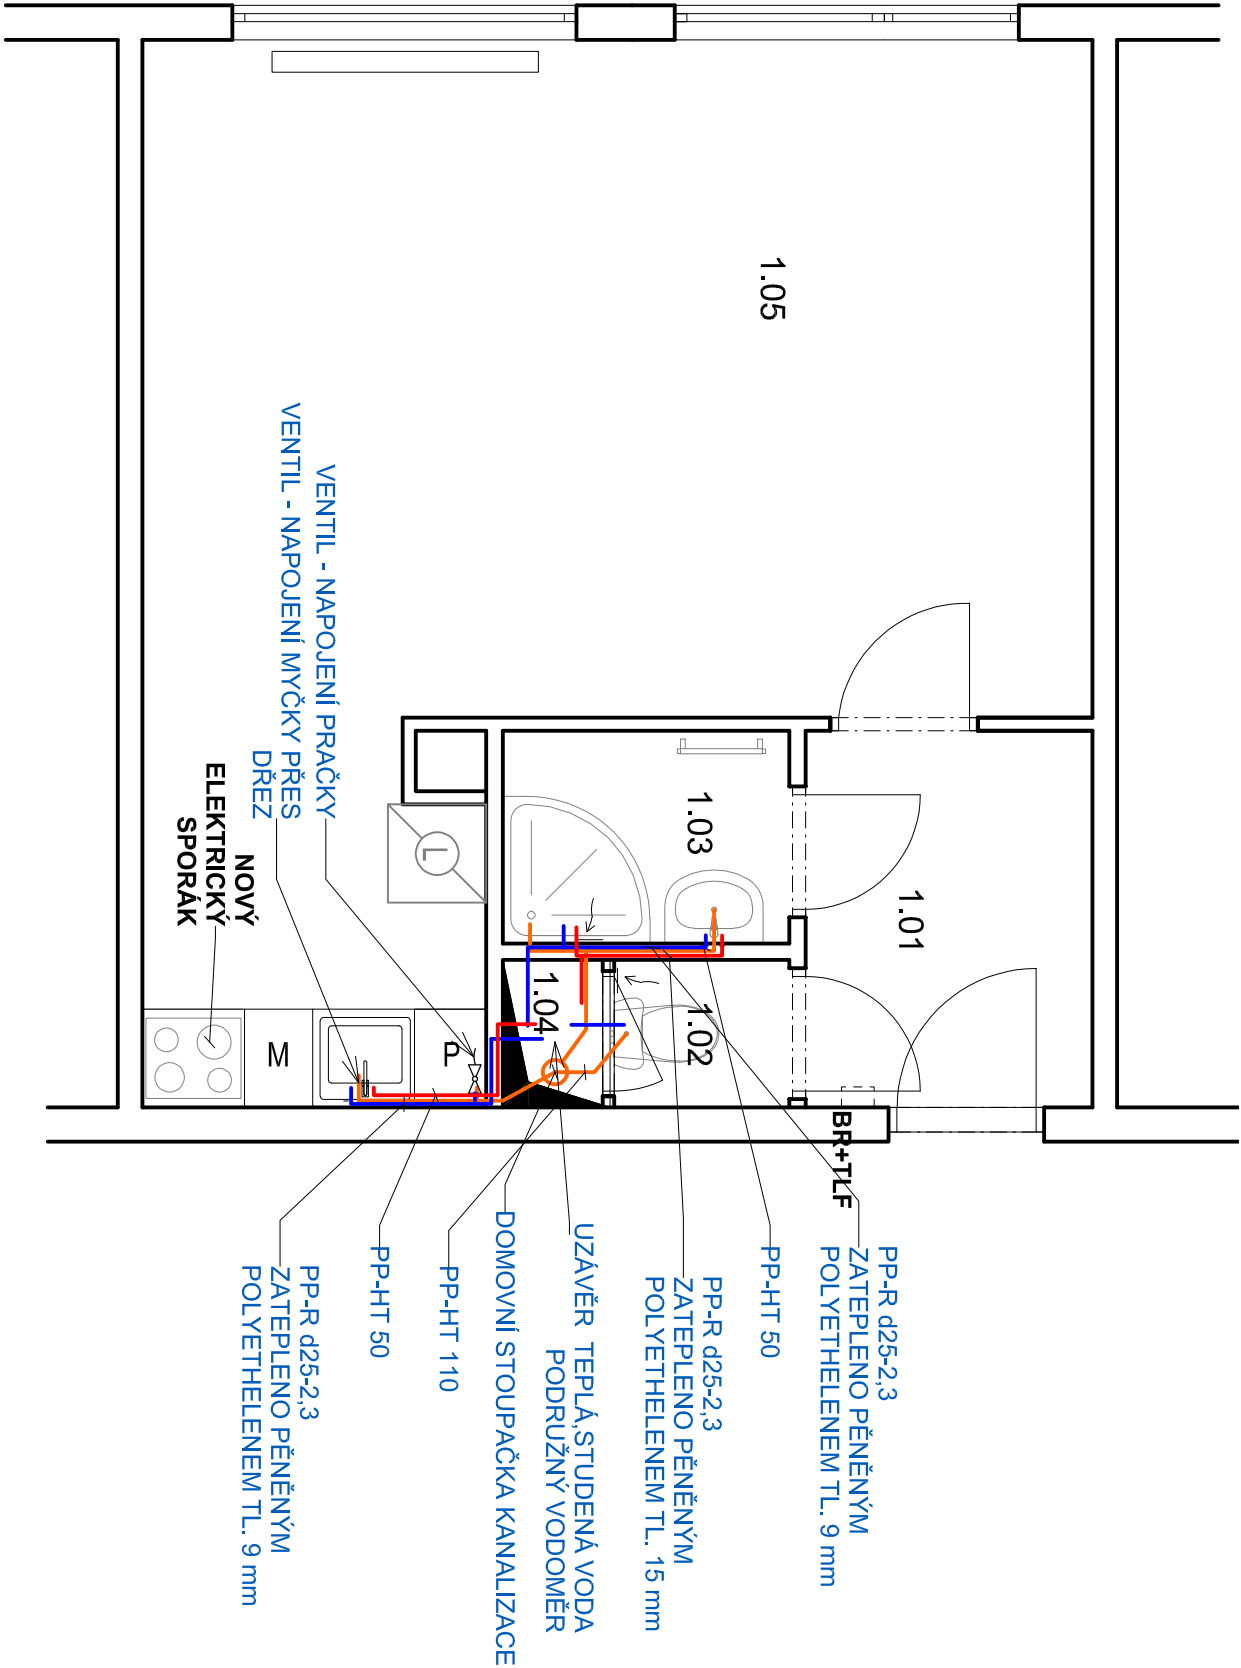 1.05
VENTIL - NAPOJENÍ PRAČKY
VENTIL - NAPOJENÍ MYČKY PŘES
DŘEZ
NOVÝ
ELEKTRICKÝ
SPORÁK
1.03
1.01
1.02
1.04
L
M
P
BR+TLF
PP-R d25-2,3
ZATEPLENO PĚNĚNÝM
POLYETHELENEM TL. 9 mm
PP-HT 50
PP-R d25-2,3
ZATEPLENO PĚNĚNÝM
POLYETHELENEM TL. 15 mm
UZÁVĚR TEPLÁ,STUDENÁ VODA
PODRUŽNÝ VODOMĚR
DOMOVNÍ STOUPAČKA KANALIZACE
PP-HT 110
PP-HT 50
PP-R d25-2,3
ZATEPLENO PĚNĚNÝM
POLYETHELENEM TL. 9 mm